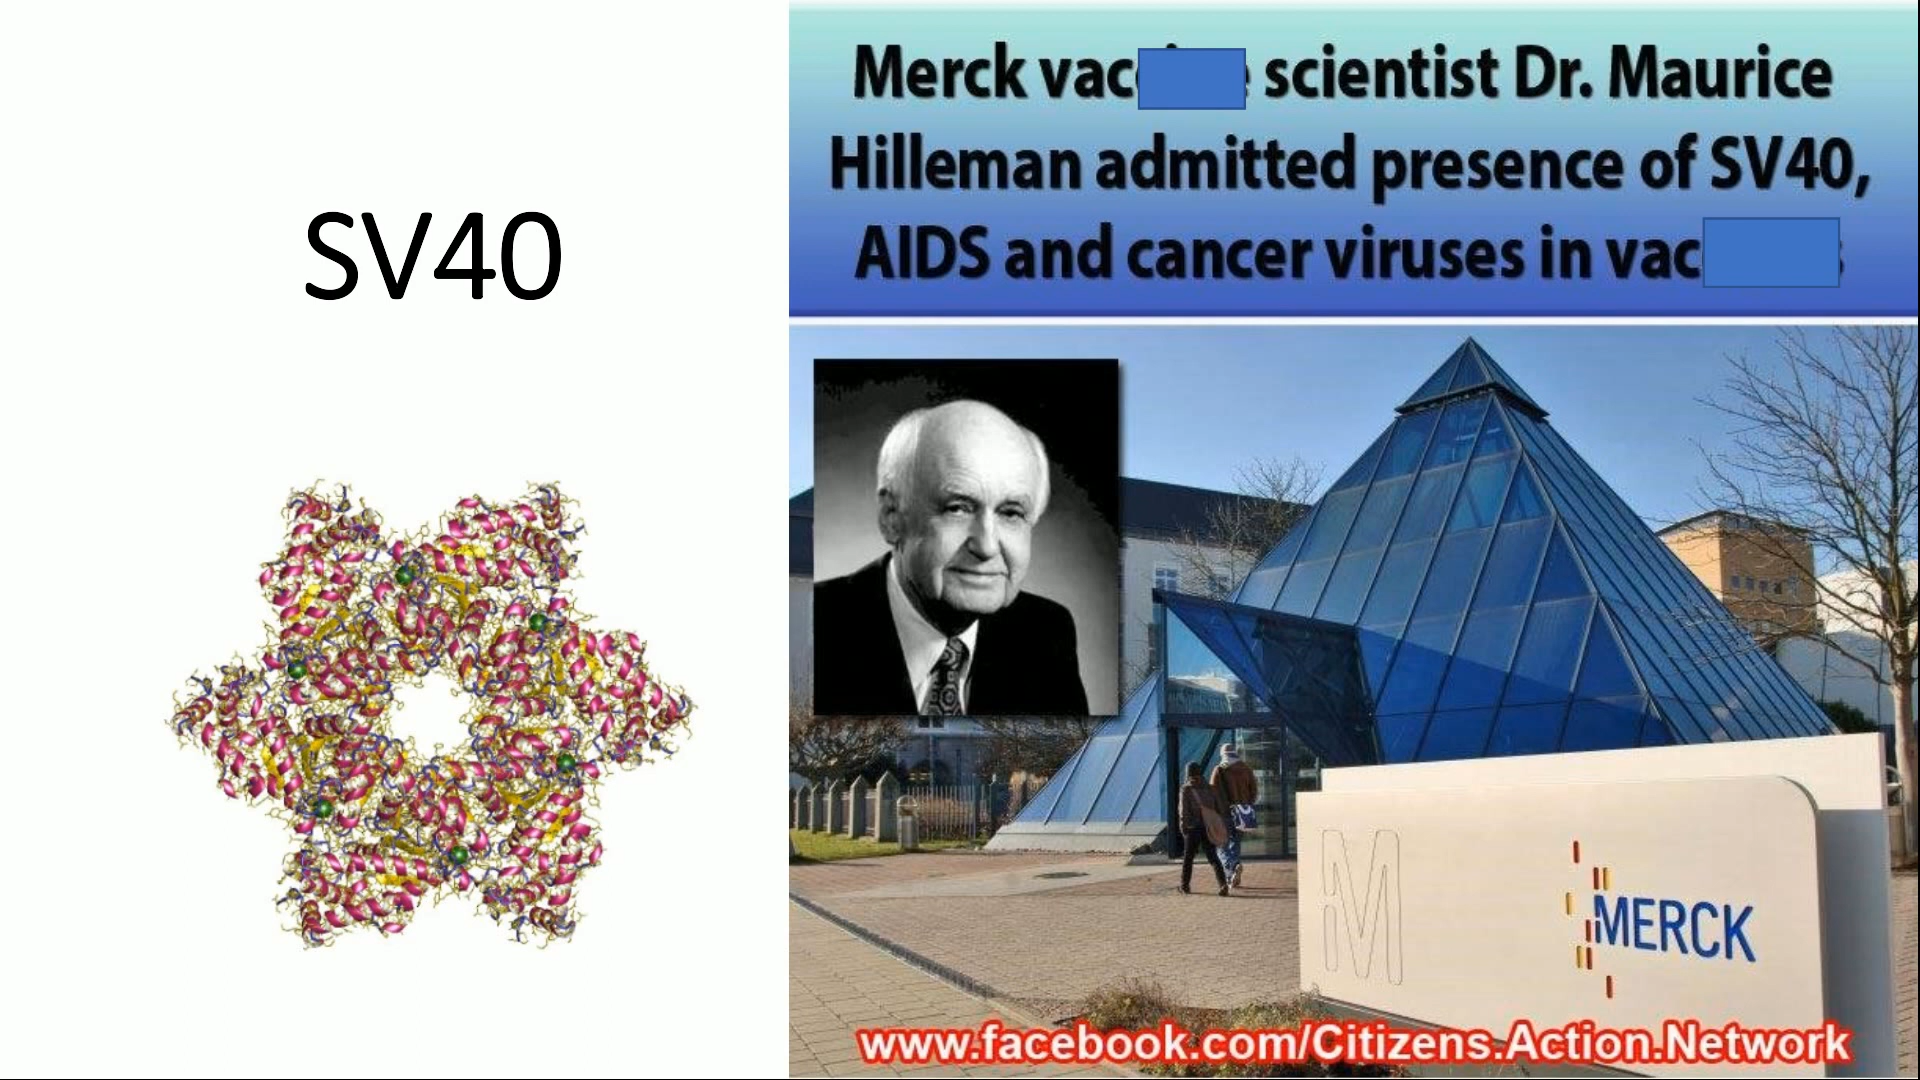 SV40
Merck vac scientist Dr. Maurice
Hilleman admitted presence of SV40,
AIDS and cancer viruses in vac
M
MERCK
www.facebook.com/Citizens.Action.Network